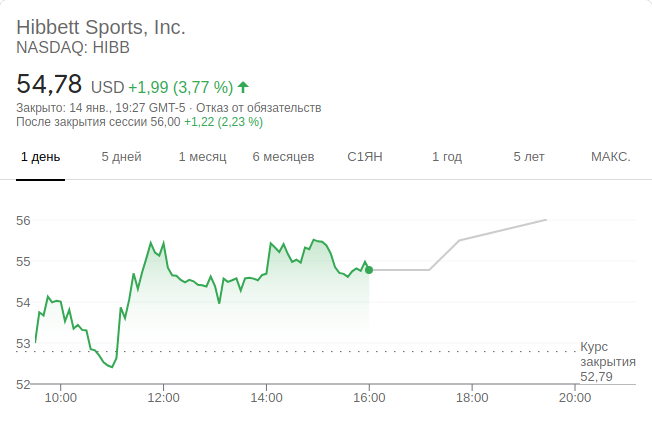 Hibbett Sports, Inc.
NASDAQ: HIBB
54,78 USD +1,99 (3,77 %)
Закрыто: 14 янв., 19:27 GMT-5 · Отказ от обязательств
После закрытия сессии 56,00 +1,22 (2,23 %)
1 день 5 дней 1 месяц 6 месяцев С1ЯН 1 год 5 лет МАКС.
56
55
54
53
Курс
закрытия
52,79
52
10:00 12:00 14:00 16:00 18:00 20:00